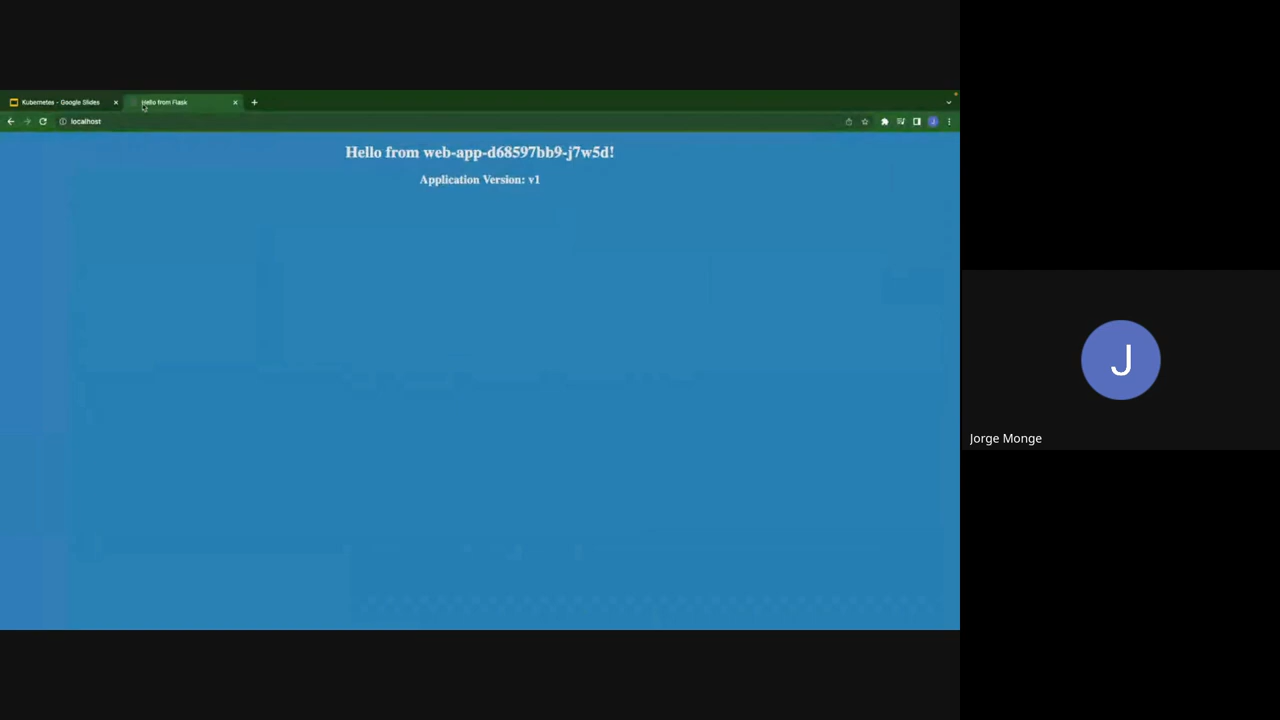 Kubernetes - Google Slides
Hello from Flask
localhost
J
Hello from web-app-d68597bb9-j7w5d!
Application Version: v1
J
Jorge Monge